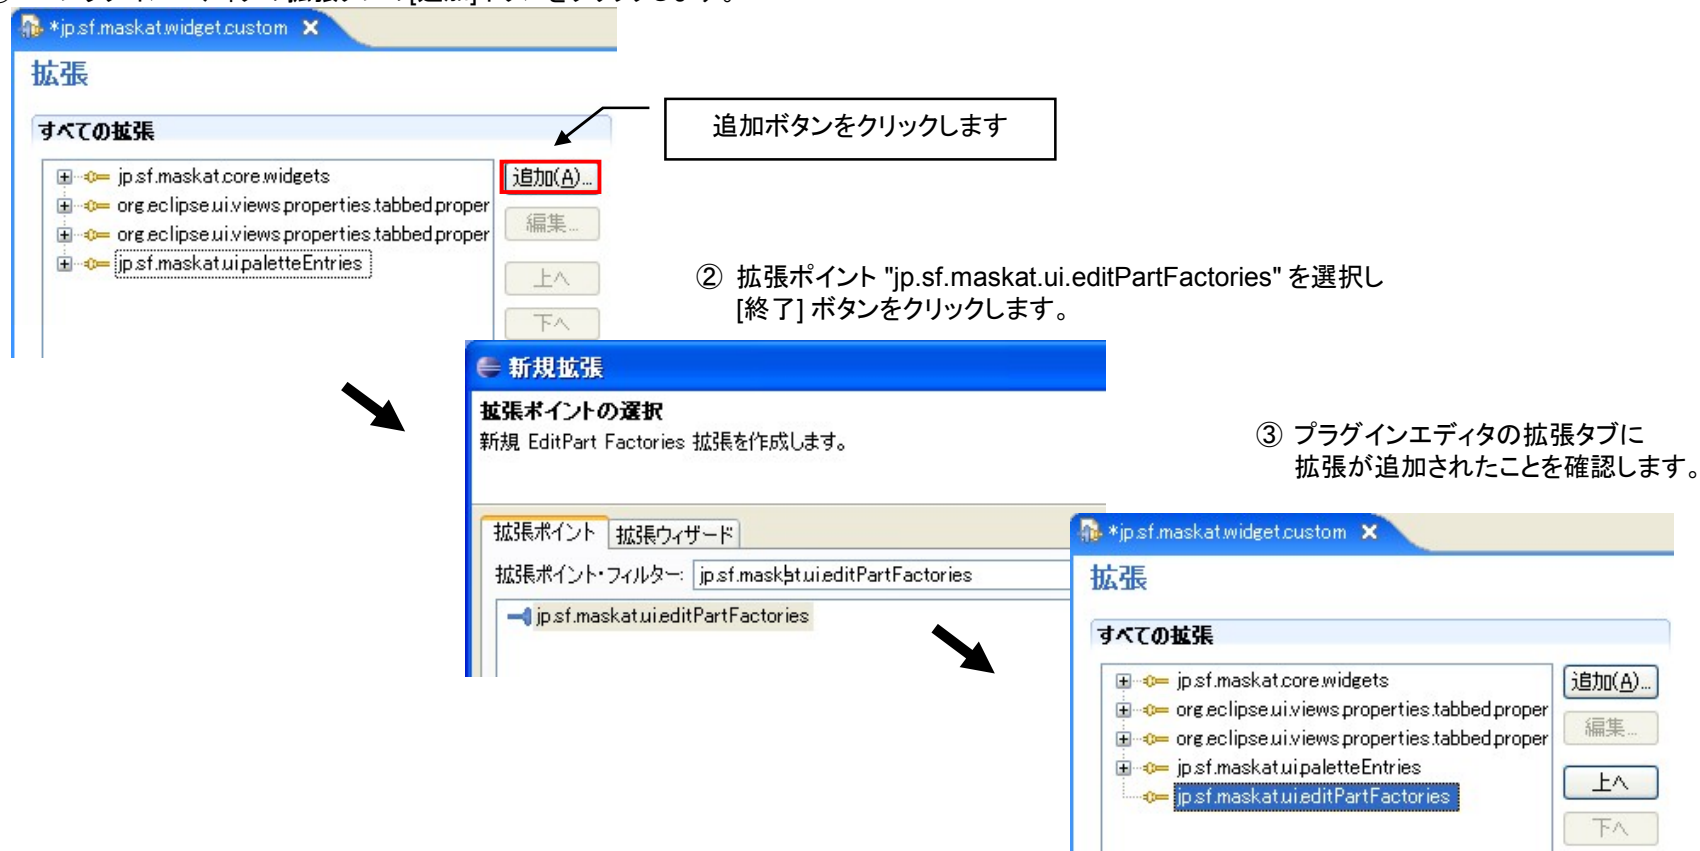 *jp.sf.maskat.widget.custom
拡張
すべての拡張
jp.sf.maskat.core.widgets
org.eclipse.ui.views.properties.tabbed.proper
org.eclipse.ui.views.properties.tabbed.proper
jp.sf.maskat.ui.paletteEntries
追加(A)...
編集...
上へ
下へ
追加ボタンをクリックします
② 拡張ポイント "jp.sf.maskat.ui.editPartFactories" を選択し
[終了] ボタンをクリックします。
新規拡張
拡張ポイントの選択
新規 EditPart Factories 拡張を作成します。
拡張ポイント 拡張ウィザード
拡張ポイント・フィルター: jp.sf.maskat.ui.editPartFactories
jp.sf.maskat.ui.editPartFactories
③ プラグインエディタの拡張タブに
拡張が追加されたことを確認します。
*jp.sf.maskat.widget.custom
拡張
すべての拡張
jp.sf.maskat.core.widgets
org.eclipse.ui.views.properties.tabbed.proper
org.eclipse.ui.views.properties.tabbed.proper
jp.sf.maskat.ui.paletteEntries
jp.sf.maskat.ui.editPartFactories
追加(A)...
編集...
上へ
下へ